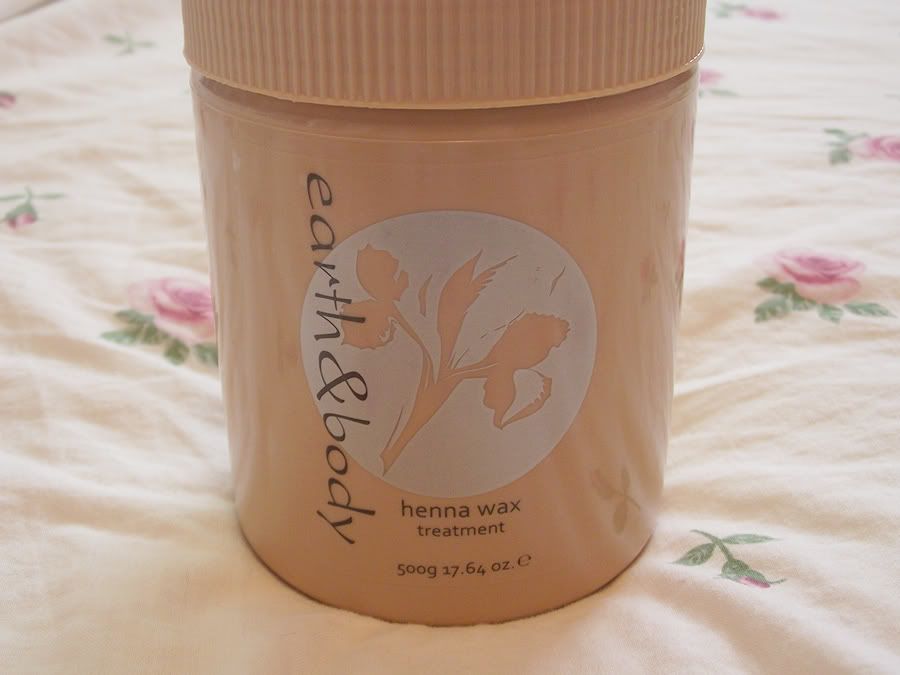 earth&body
henna wax
treatment
500g 17.64 oz. ℮